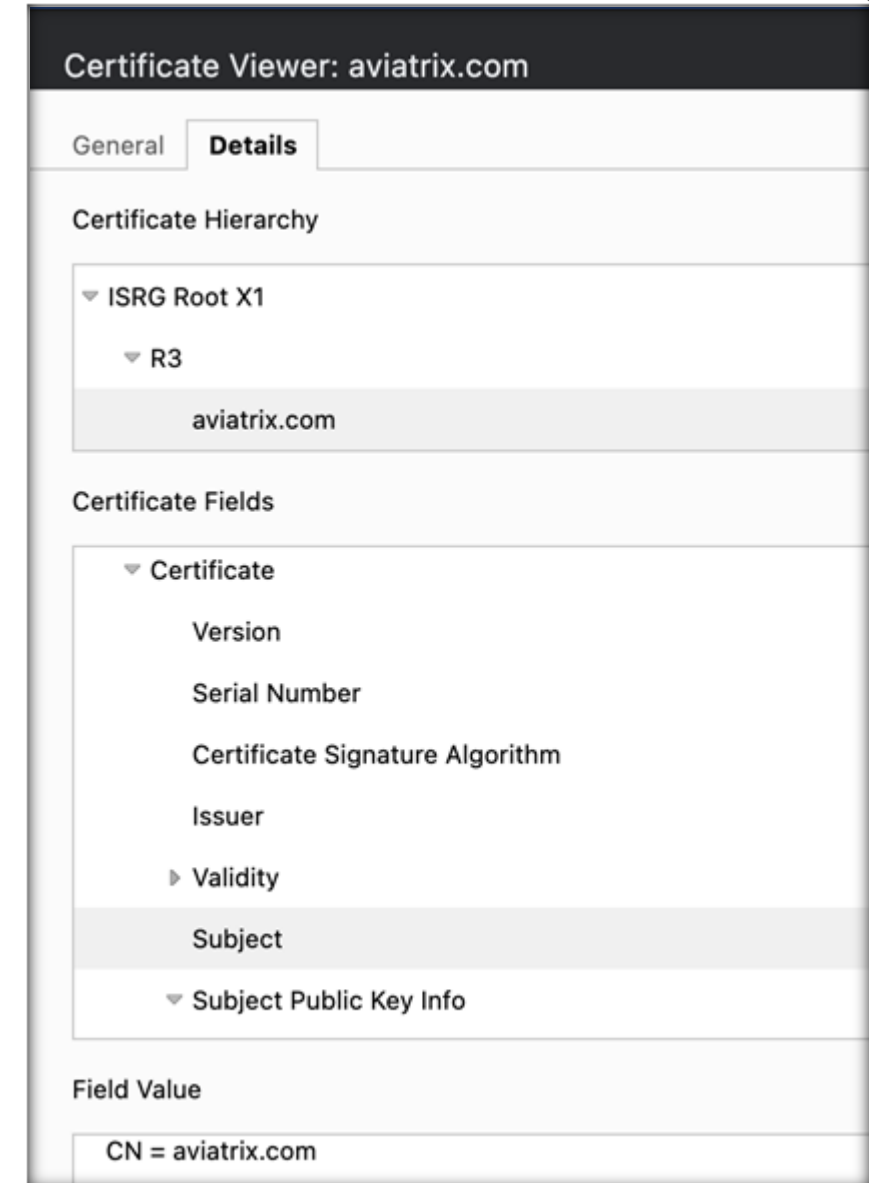 Certificate Viewer: aviatrix.com
General Details
Certificate Hierarchy
ISRG Root X1
R3
aviatrix.com
Certificate Fields
Certificate
Version
Serial Number
Certificate Signature Algorithm
Issuer
Validity
Subject
Subject Public Key Info
Field Value
CN = aviatrix.com